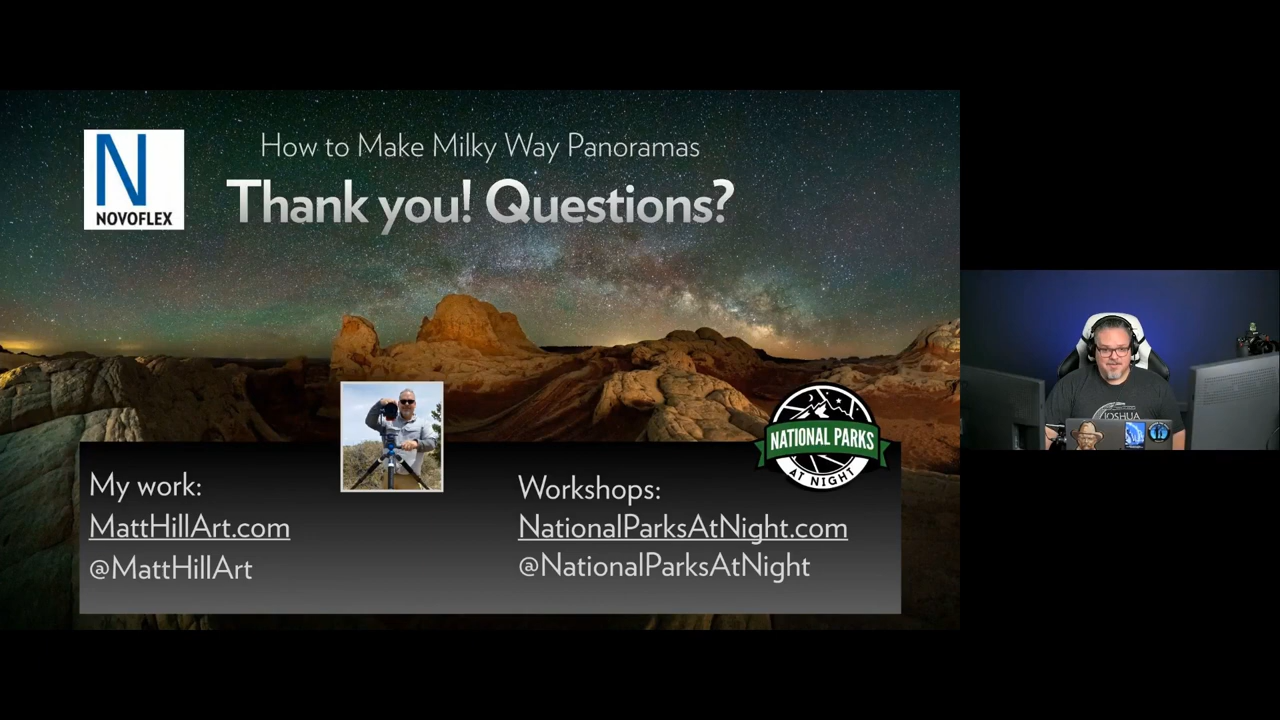 N
NOVOFLEX
How to Make Milky Way Panoramas
Thank you! Questions?
NATIONAL PARKS
AT NIGHT
My work:
MattHillArt.com
@MattHillArt
Workshops:
NationalParksAtNight.com
@NationalParksAtNight
JOSHUA